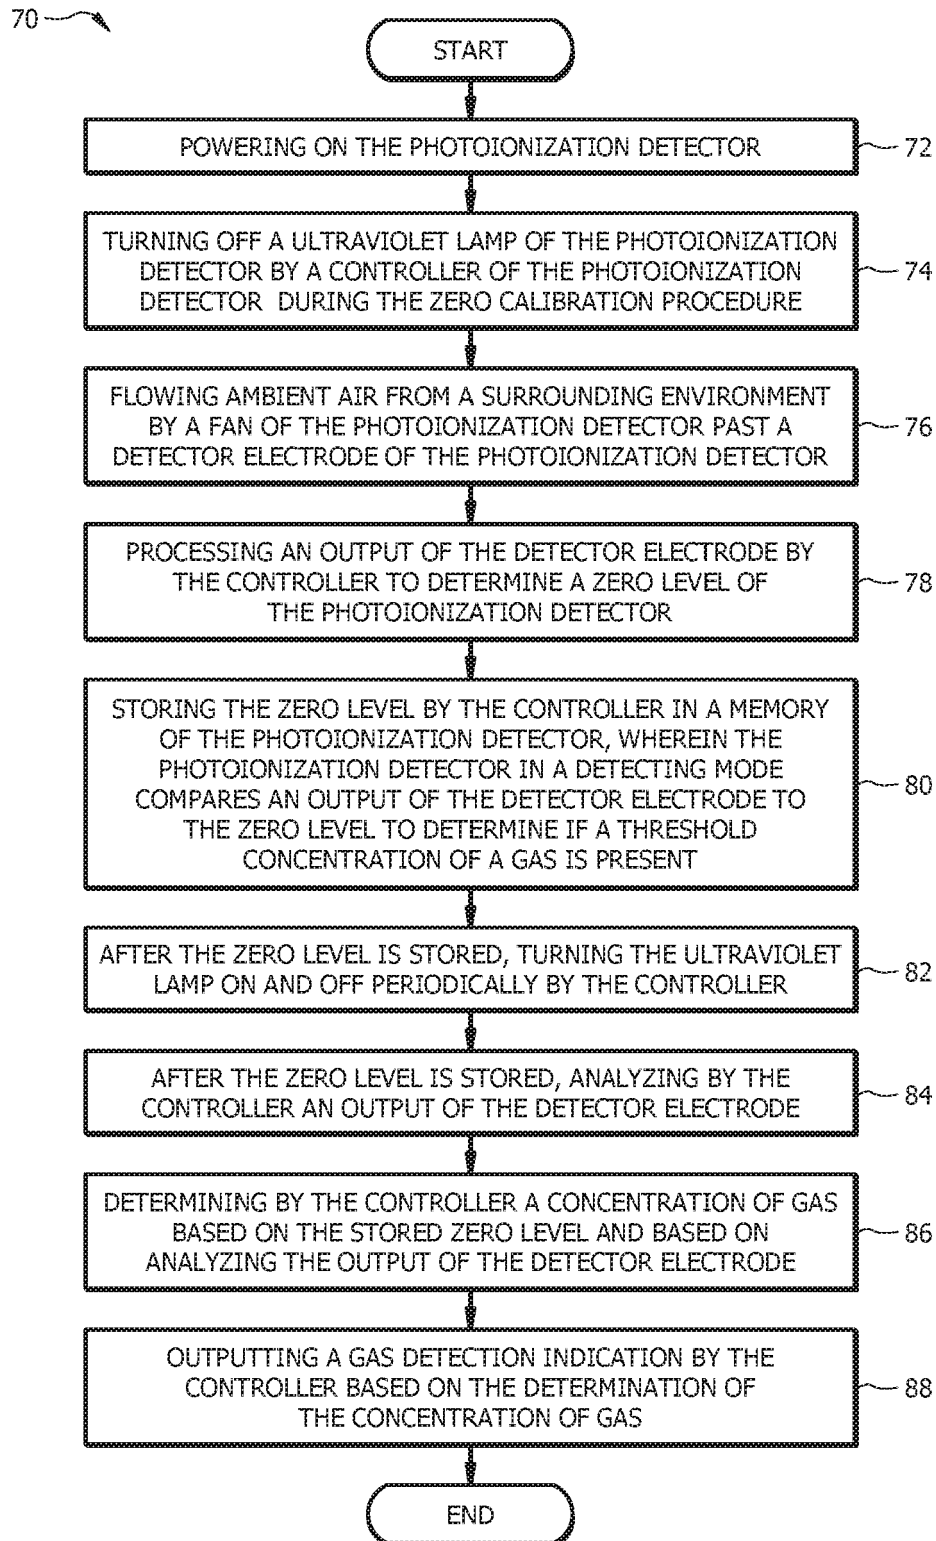 70
START
POWERING ON THE PHOTOIONIZATION DETECTOR
72
TURNING OFF A ULTRAVIOLET LAMP OF THE PHOTOIONIZATION
DETECTOR BY A CONTROLLER OF THE PHOTOIONIZATION
DETECTOR DURING THE ZERO CALIBRATION PROCEDURE
74
FLOWING AMBIENT AIR FROM A SURROUNDING ENVIRONMENT
BY A FAN OF THE PHOTOIONIZATION DETECTOR PAST A
DETECTOR ELECTRODE OF THE PHOTOIONIZATION DETECTOR
76
PROCESSING AN OUTPUT OF THE DETECTOR ELECTRODE BY
THE CONTROLLER TO DETERMINE A ZERO LEVEL OF
THE PHOTOIONIZATION DETECTOR
78
STORING THE ZERO LEVEL BY THE CONTROLLER IN A MEMORY
OF THE PHOTOIONIZATION DETECTOR, WHEREIN THE
PHOTOIONIZATION DETECTOR IN A DETECTING MODE
COMPARES AN OUTPUT OF THE DETECTOR ELECTRODE TO
THE ZERO LEVEL TO DETERMINE IF A THRESHOLD
CONCENTRATION OF A GAS IS PRESENT
80
AFTER THE ZERO LEVEL IS STORED, TURNING THE ULTRAVIOLET
LAMP ON AND OFF PERIODICALLY BY THE CONTROLLER
82
AFTER THE ZERO LEVEL IS STORED, ANALYZING BY THE
CONTROLLER AN OUTPUT OF THE DETECTOR ELECTRODE
84
DETERMINING BY THE CONTROLLER A CONCENTRATION OF GAS
BASED ON THE STORED ZERO LEVEL AND BASED ON
ANALYZING THE OUTPUT OF THE DETECTOR ELECTRODE
86
OUTPUTTING A GAS DETECTION INDICATION BY THE
CONTROLLER BASED ON THE DETERMINATION OF
THE CONCENTRATION OF GAS
88
END